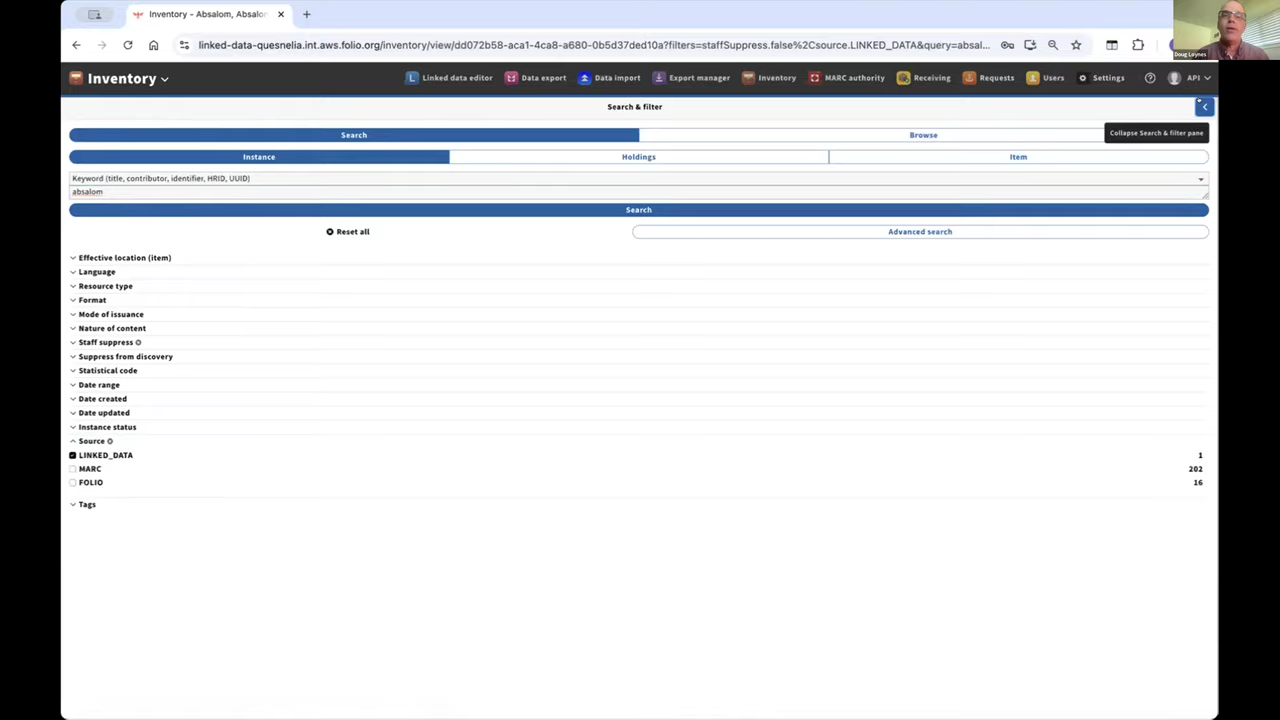 Inventory - Absalom, Absalon
linked-data-quesnelia.int.aws.folio.org/inventory/view/dd072b58-aca1-4ca8-a680-0b5d37ded10a?filters=staffSuppress.false%2Csource.LINKED_DATA&query=absal...
Doug Loynes
Inventory Linked data editor Data export Data import Export manager Inventory MARC authority Receiving Requests Users Settings API
Search & filter
Search Browse
Collapse Search & filter pane
Instance Holdings Item
Keyword (title, contributor, identifier, HRID, UUID)
absalom
Search
Reset all Advanced search
Effective location (item)
Language
Resource type
Format
Mode of issuance
Nature of content
Staff suppress
Suppress from discovery
Statistical code
Date range
Date created
Date updated
Instance status
Source
LINKED_DATA 1
MARC 202
FOLIO 16
Tags